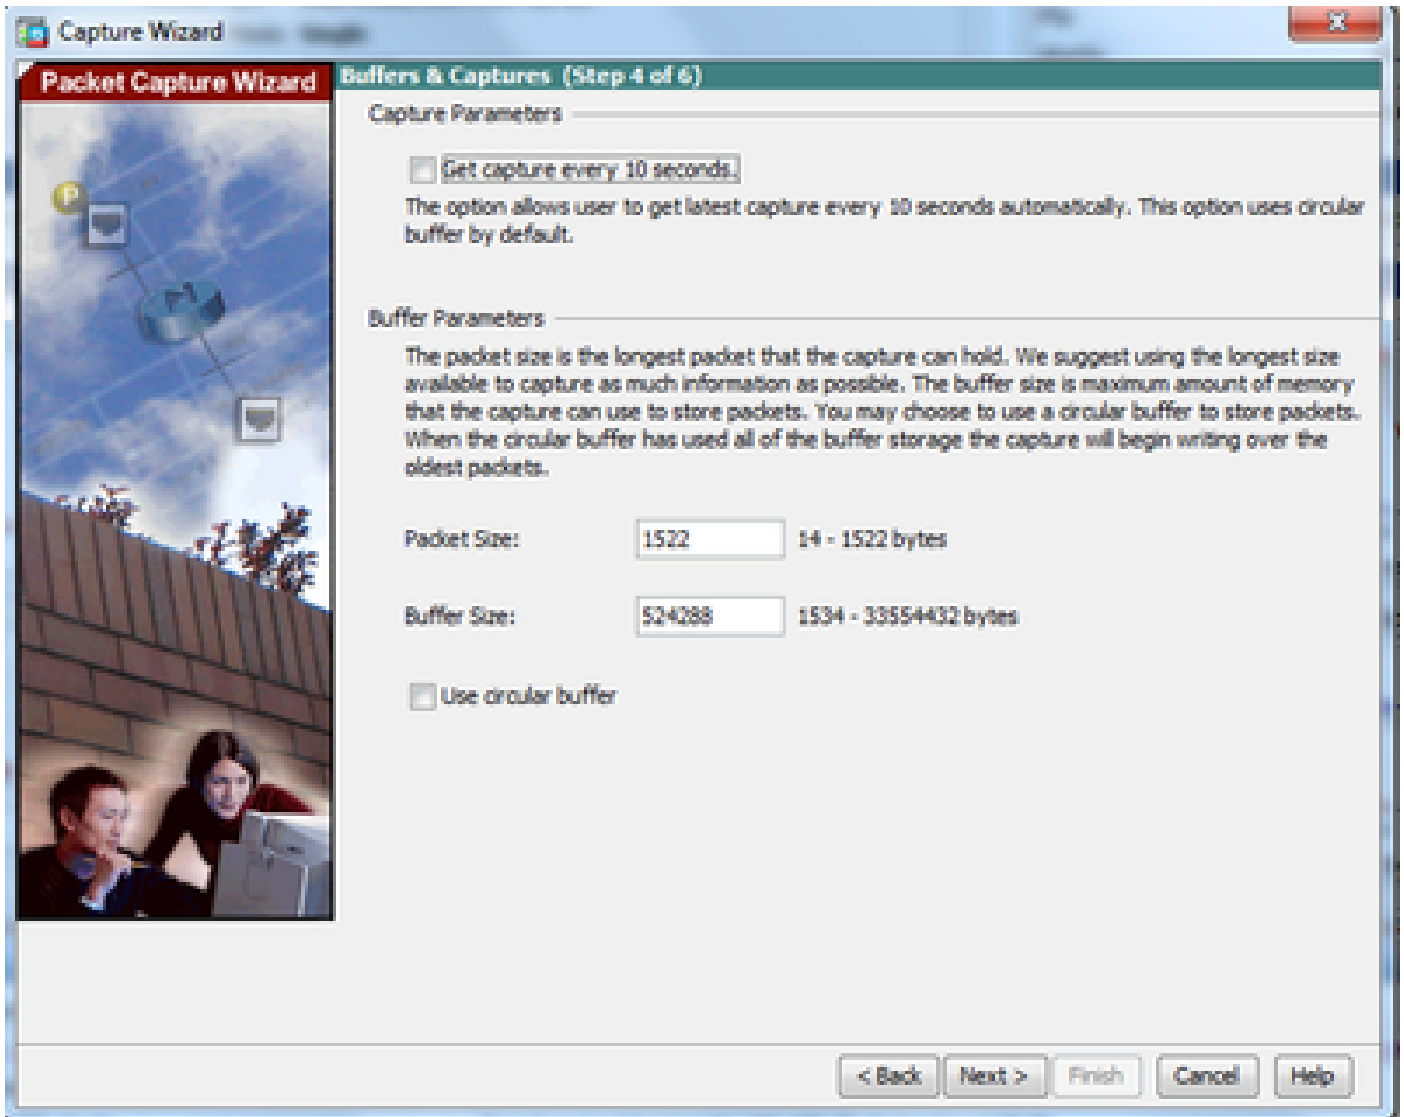 Capture Wizard
Packet Capture Wizard
Buffers & Captures (Step 4 of 6)
Capture Parameters
Get capture every 10 seconds.
The option allows user to get latest capture every 10 seconds automatically. This option uses circular
buffer by default.
Buffer Parameters
The packet size is the longest packet that the capture can hold. We suggest using the longest size
available to capture as much information as possible. The buffer size is maximum amount of memory
that the capture can use to store packets. You may choose to use a circular buffer to store packets.
When the circular buffer has used all of the buffer storage the capture will begin writing over the
oldest packets.
Packet Size: 1522 14 - 1522 bytes
Buffer Size: 524288 1534 - 33554432 bytes
Use circular buffer
< Back Next > Finish Cancel Help